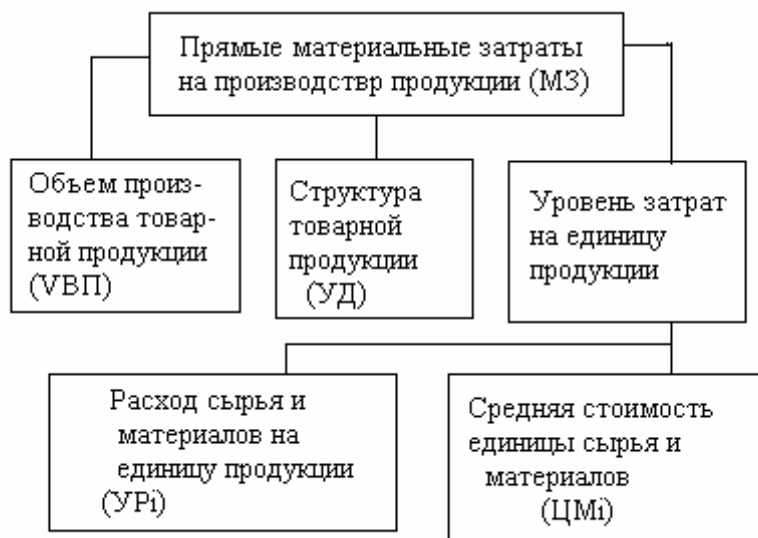 Прямые материальные затраты
на производствр продукции (МЗ)
Объем произ-
водства товар-
ной продукции
(VВП)
Структура
товарной
продукции
(УД)
Уровень затрат
на единицу
продукции
Расход сырья и
материалов на
единицу продукции
(УРi)
Средняя стоимость
единицы сырья и
материалов
(ЦМi)